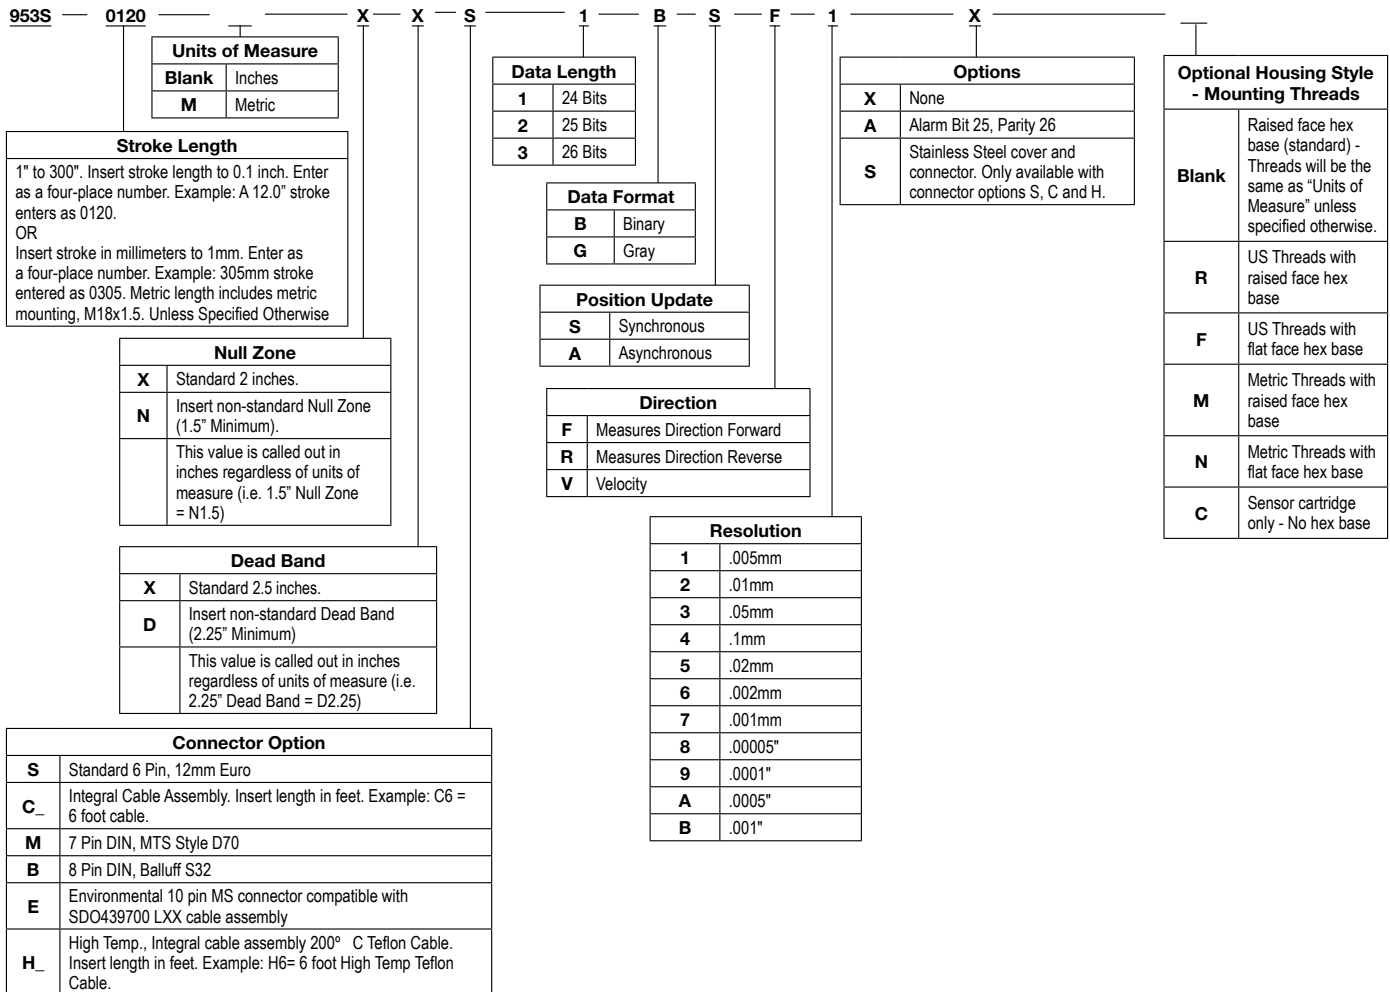 953S — 0120 — _ — X — X — S — 1 — B — S — F — 1 — X — _
Units of Measure
Blank Inches
M Metric
Stroke Length
1" to 300". Insert stroke length to 0.1 inch. Enter
as a four-place number. Example: A 12.0” stroke
enters as 0120.
OR
Insert stroke in millimeters to 1mm. Enter as
a four-place number. Example: 305mm stroke
entered as 0305. Metric length includes metric
mounting, M18x1.5. Unless Specified Otherwise
Null Zone
X Standard 2 inches.
N Insert non-standard Null Zone
(1.5” Minimum).
This value is called out in
inches regardless of units of
measure (i.e. 1.5” Null Zone
= N1.5)
Dead Band
X Standard 2.5 inches.
D Insert non-standard Dead Band
(2.25” Minimum)
This value is called out in inches
regardless of units of measure (i.e.
2.25” Dead Band = D2.25)
Connector Option
S Standard 6 Pin, 12mm Euro
C_ Integral Cable Assembly. Insert length in feet. Example: C6 =
6 foot cable.
M 7 Pin DIN, MTS Style D70
B 8 Pin DIN, Balluff S32
E Environmental 10 pin MS connector compatible with
SDO439700 LXX cable assembly
H_ High Temp., Integral cable assembly 200º C Teflon Cable.
Insert length in feet. Example: H6= 6 foot High Temp Teflon
Cable.
Data Length
1 24 Bits
2 25 Bits
3 26 Bits
Data Format
B Binary
G Gray
Position Update
S Synchronous
A Asynchronous
Direction
F Measures Direction Forward
R Measures Direction Reverse
V Velocity
Resolution
1 .005mm
2 .01mm
3 .05mm
4 .1mm
5 .02mm
6 .002mm
7 .001mm
8 .00005"
9 .0001"
A .0005"
B .001"
Options
X None
A Alarm Bit 25, Parity 26
S Stainless Steel cover and
connector. Only available with
connector options S, C and H.
Optional Housing Style
- Mounting Threads
Blank Raised face hex
base (standard) -
Threads will be the
same as “Units of
Measure” unless
specified otherwise.
R US Threads with
raised face hex
base
F US Threads with
flat face hex base
M Metric Threads with
raised face hex
base
N Metric Threads with
flat face hex base
C Sensor cartridge
only - No hex base